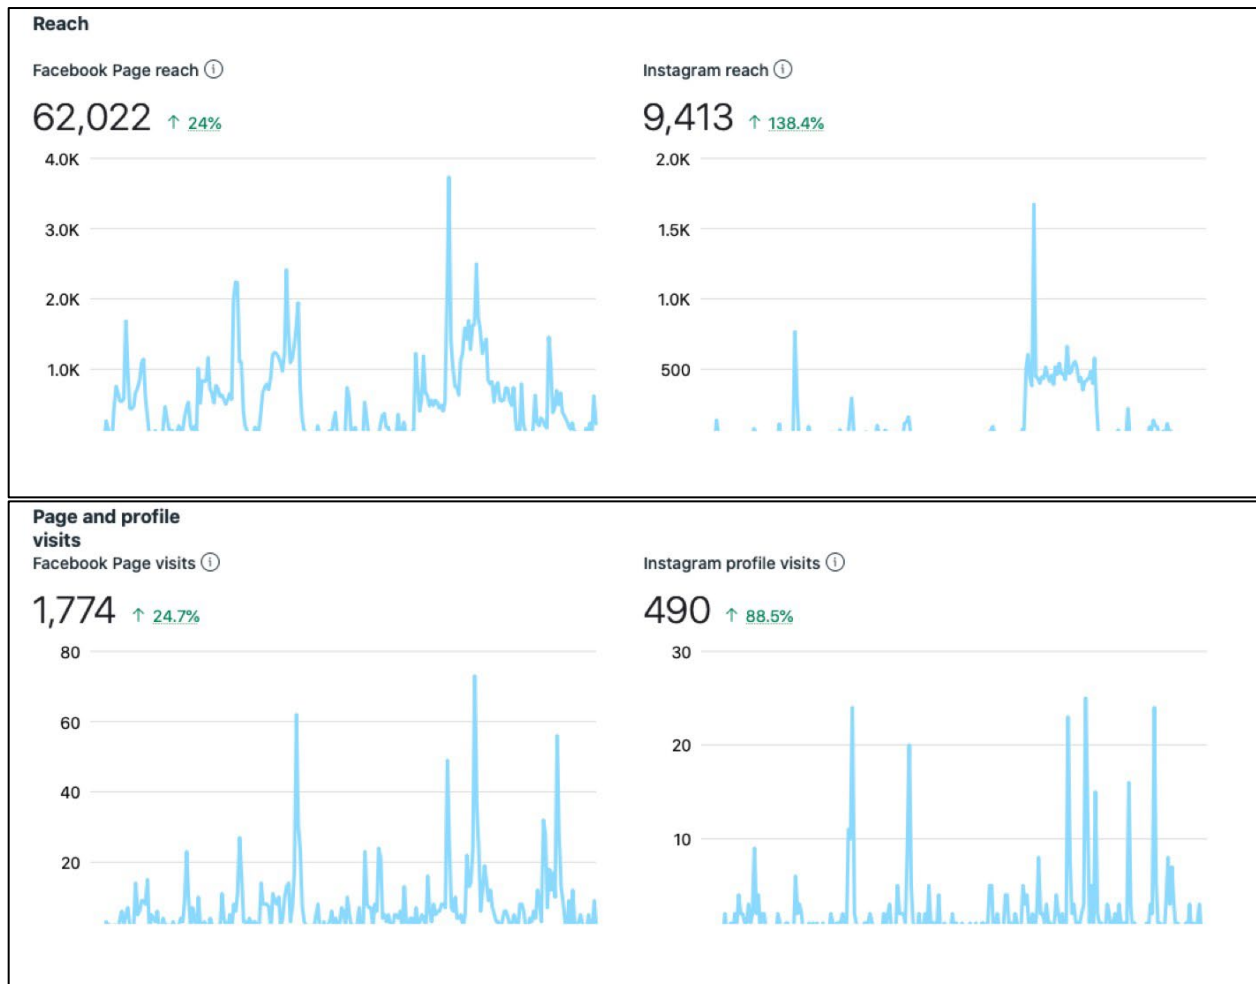 Reach
Facebook Page reach
62,022 ↑ 24%
4.0K
3.0K
2.0K
1.0K
Instagram reach
9,413 ↑ 138.4%
2.0K
1.5K
1.0K
500
Page and profile
visits
Facebook Page visits
1,774 ↑ 24.7%
80
60
40
20
Instagram profile visits
490 ↑ 88.5%
30
20
10